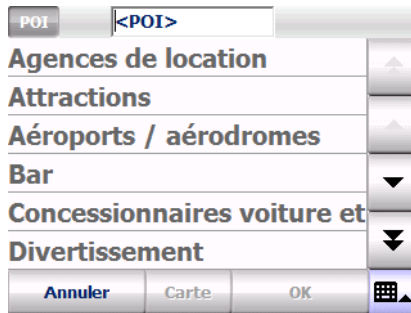 POI <POI>
Agences de location
Attractions
Aéroports / aérodromes
Bar
Concessionnaires voiture et
Divertissement
Annuler Carte OK